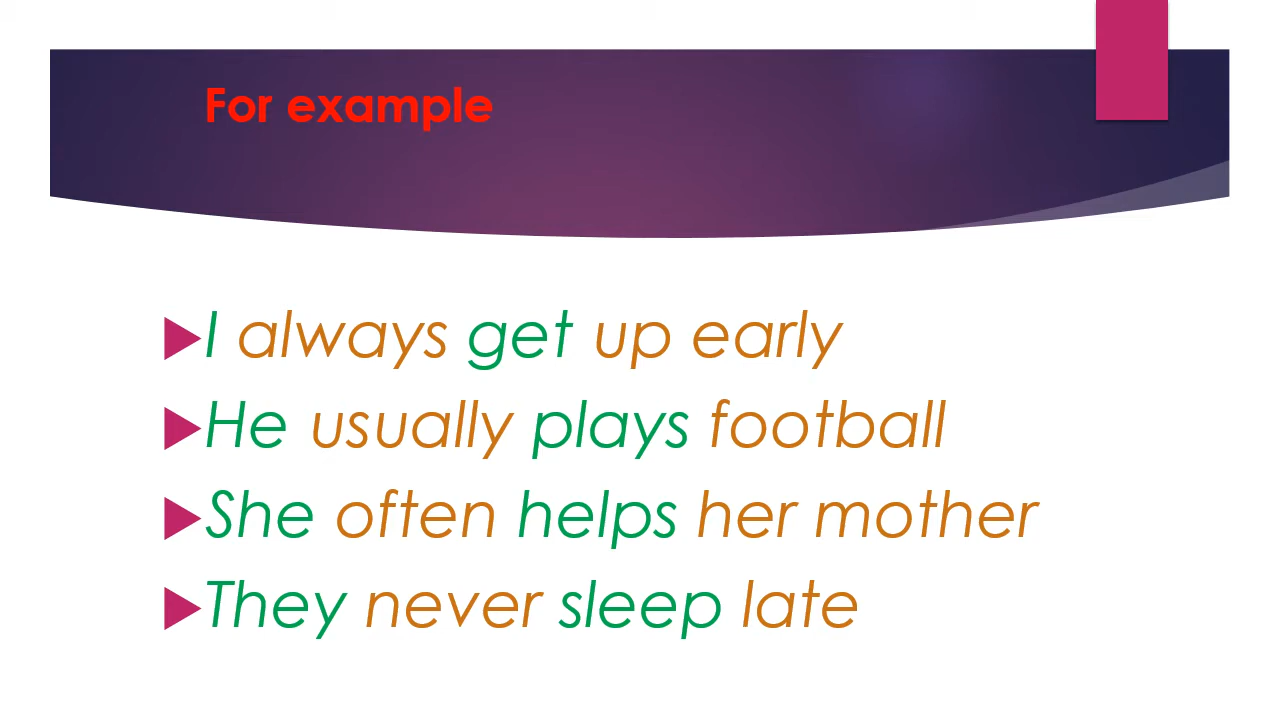 For example
I always get up early
He usually plays football
She often helps her mother
They never sleep late